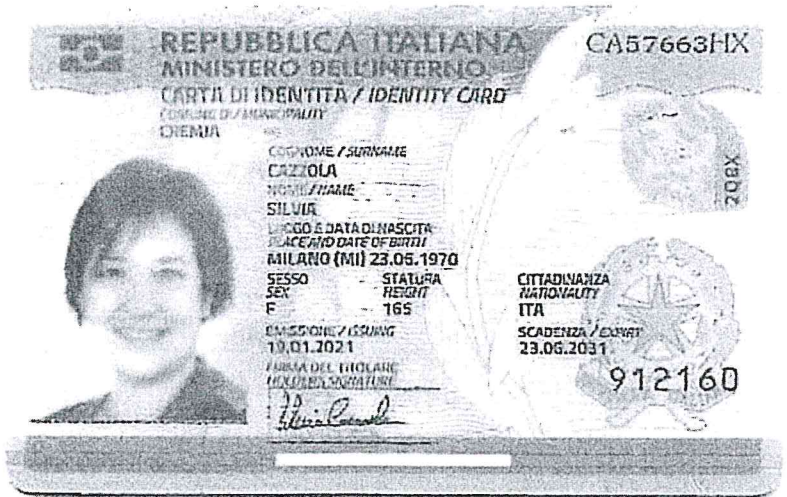 REPUBBLICA ITALIANA
CA57663HX
MINISTERO DELL'INTERNO
CARTA DI IDENTITÀ / IDENTITY CARD
COMUNE DI / MUNICIPALITY
CREMIA
COGNOME / SURNAME
CAZZOLA
NOME / NAME
SILVIA
LUOGO E DATA DI NASCITA
PLACE AND DATE OF BIRTH
MILANO (MI) 23.06.1970
SESSO STATURA CITTADINANZA
SEX HEIGHT NATIONALITY
F 165 ITA
EMISSIONE / ISSUING SCADENZA / EXPIRY
19.01.2021 23.06.2031
FIRMA DEL TITOLARE
HOLDER'S SIGNATURE
912160